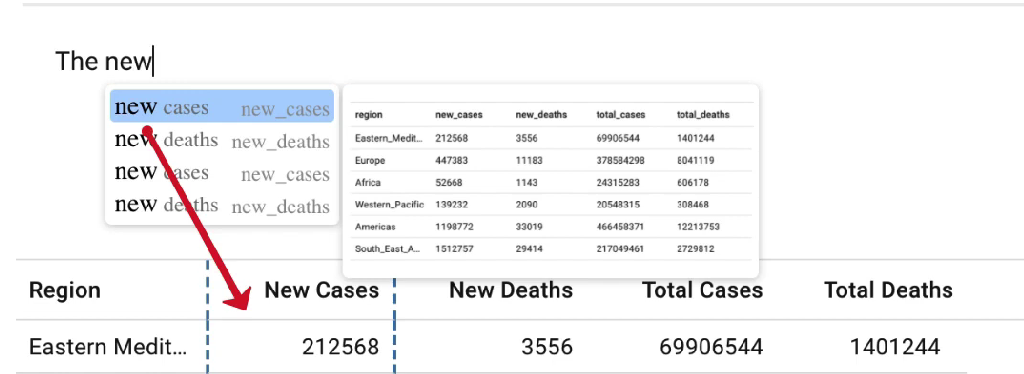 The new
new cases new_cases
new deaths new_deaths
new cases new_cases
new deaths new_deaths
region new_cases new_deaths total_cases total_deaths
Eastern_Medit... 212568 3556 69906544 1401244
Europe 447383 11183 378584298 8041119
Africa 52668 1143 24315283 606178
Western_Pacific 139232 2090 20548315 308468
Americas 1198772 33019 466458371 12213753
South_East_A... 1512757 29414 217049461 2729812
Region New Cases New Deaths Total Cases Total Deaths
Eastern Medit... 212568 3556 69906544 1401244